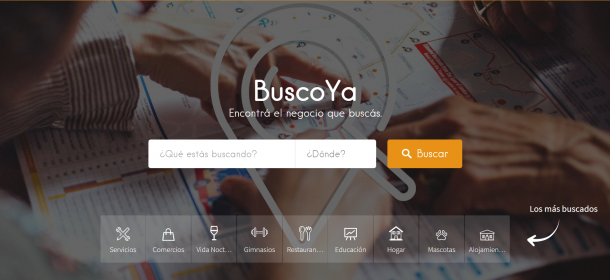 BuscoYa
Encontrá el negocio que buscás.
¿Qué estás buscando?
¿Dónde?
Buscar
Los más buscados
Servicios
Comercios
Vida Noct...
Gimnasios
Restauran...
Educación
Hogar
Mascotas
Alojamien...